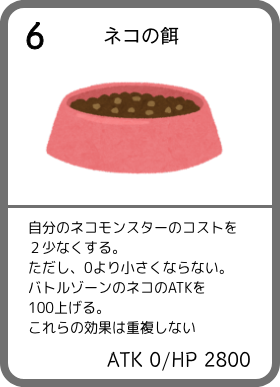 6
ネコの餌
自分のネコモンスターのコストを
２少なくする。
ただし、0より小さくならない。
バトルゾーンのネコのATKを
100上げる。
これらの効果は重複しない
ATK 0/HP 2800